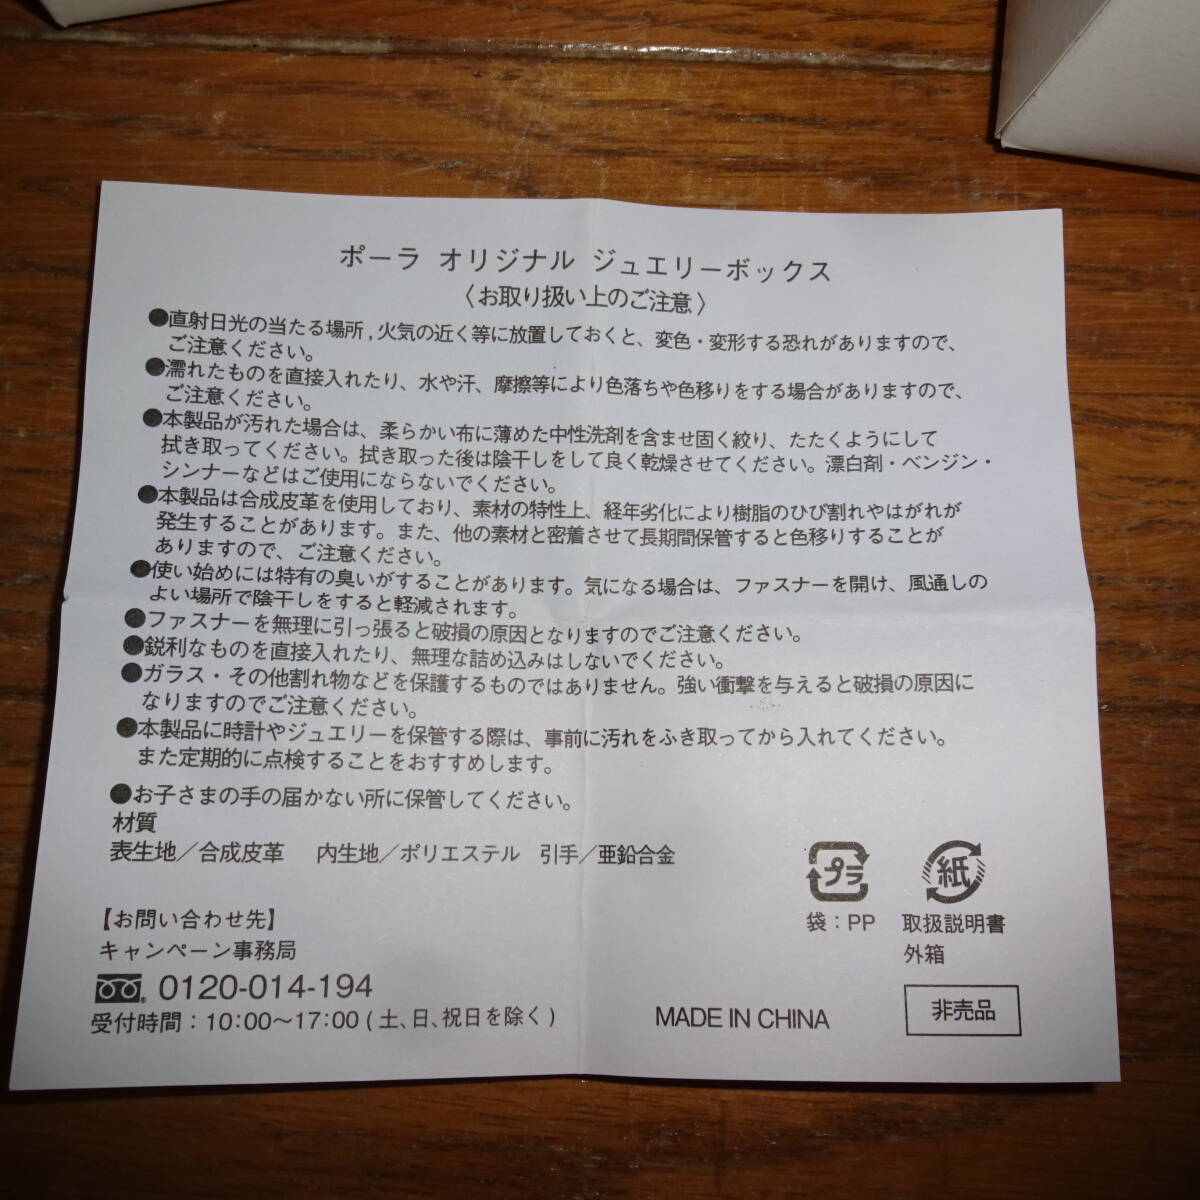 ポーラ オリジナル ジュエリーボックス
〈お取り扱い上のご注意〉
●直射日光の当たる場所,火気の近く等に放置しておくと、変色・変形する恐れがありますので、
ご注意ください。
●濡れたものを直接入れたり、水や汗、摩擦等により色落ちや色移りをする場合がありますので、
ご注意ください。
●本製品が汚れた場合は、柔らかい布に薄めた中性洗剤を含ませ固く絞り、たたくようにして
拭き取ってください。拭き取った後は陰干しをして良く乾燥させてください。漂白剤・ベンジン・
シンナーなどはご使用にならないでください。
●本製品は合成皮革を使用しており、素材の特性上、経年劣化により樹脂のひび割れやはがれが
発生することがあります。また、他の素材と密着させて長期間保管すると色移りすることが
ありますので、ご注意ください。
●使い始めには特有の臭いがすることがあります。気になる場合は、ファスナーを開け、風通しの
よい場所で陰干しをすると軽減されます。
●ファスナーを無理に引っ張ると破損の原因となりますのでご注意ください。
●鋭利なものを直接入れたり、無理な詰め込みはしないでください。
●ガラス・その他割れ物などを保護するものではありません。強い衝撃を与えると破損の原因に
なりますのでご注意ください。
●本製品に時計やジュエリーを保管する際は、事前に汚れをふき取ってから入れてください。
また定期的に点検することをおすすめします。
●お子さまの手の届かない所に保管してください。
材質
表生地／合成皮革 内生地／ポリエステル 引手／亜鉛合金
プラ 紙
袋：PP 取扱説明書
外箱
【お問い合わせ先】
キャンペーン事務局
0120-014-194
受付時間：10:00〜17:00(土、日、祝日を除く)
MADE IN CHINA
非売品